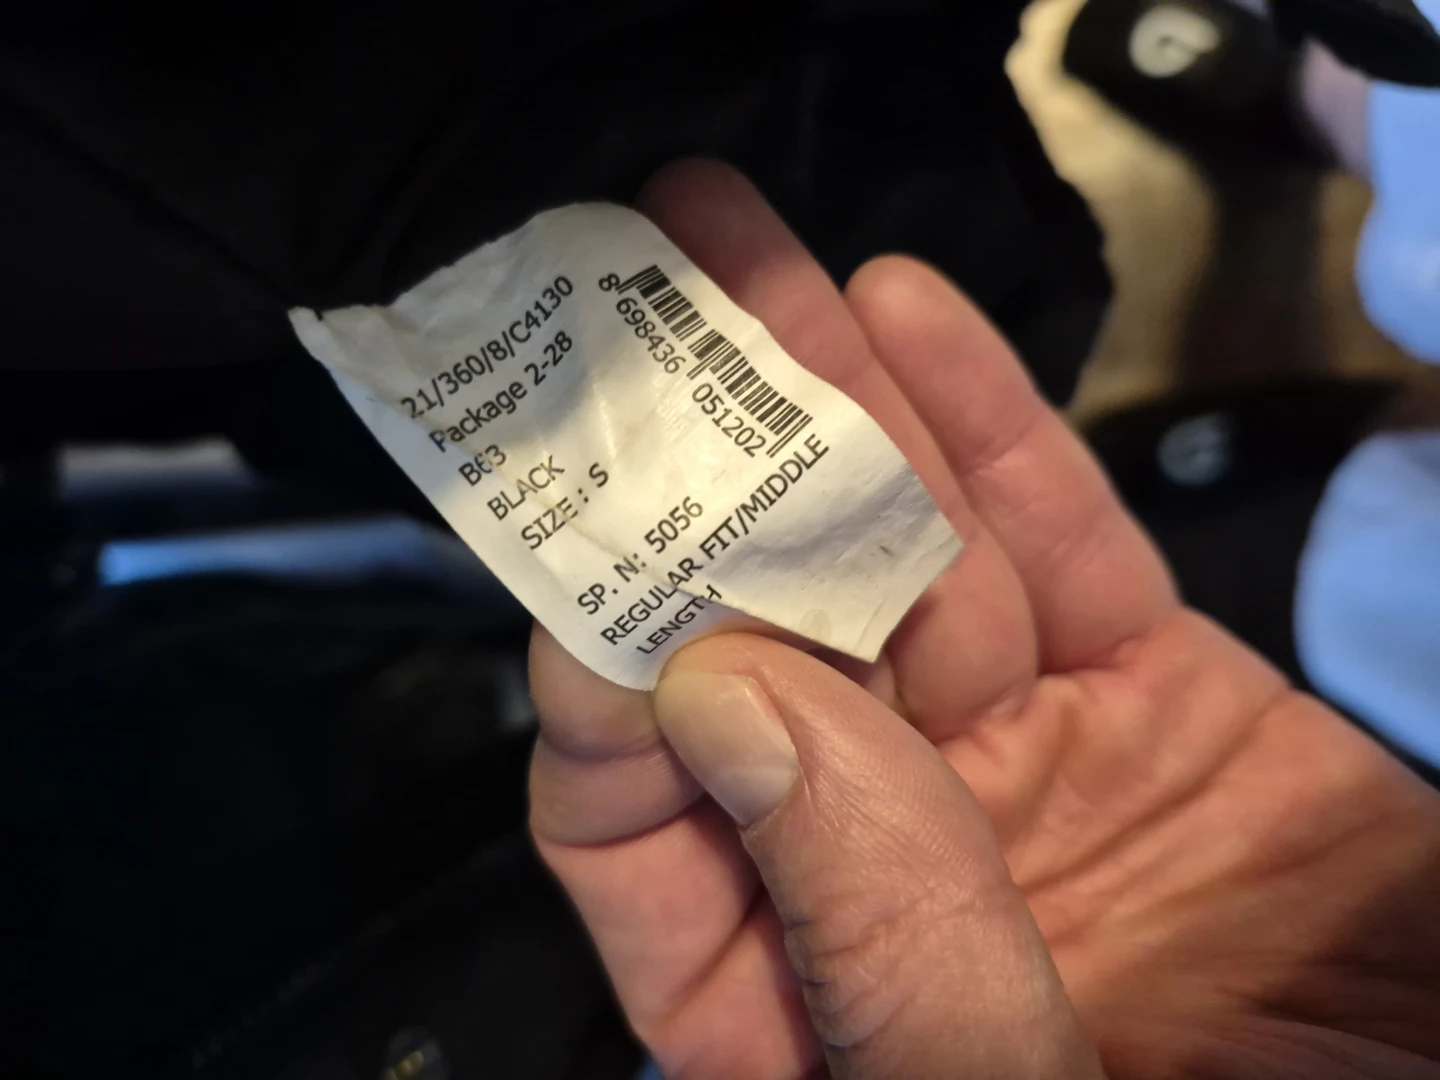 21/360/8/C4130
Package 2-28
B63
BLACK
SIZE : S
8 698436 051202
SP. N: 5056
REGULAR FIT/MIDDLE
LENGTH